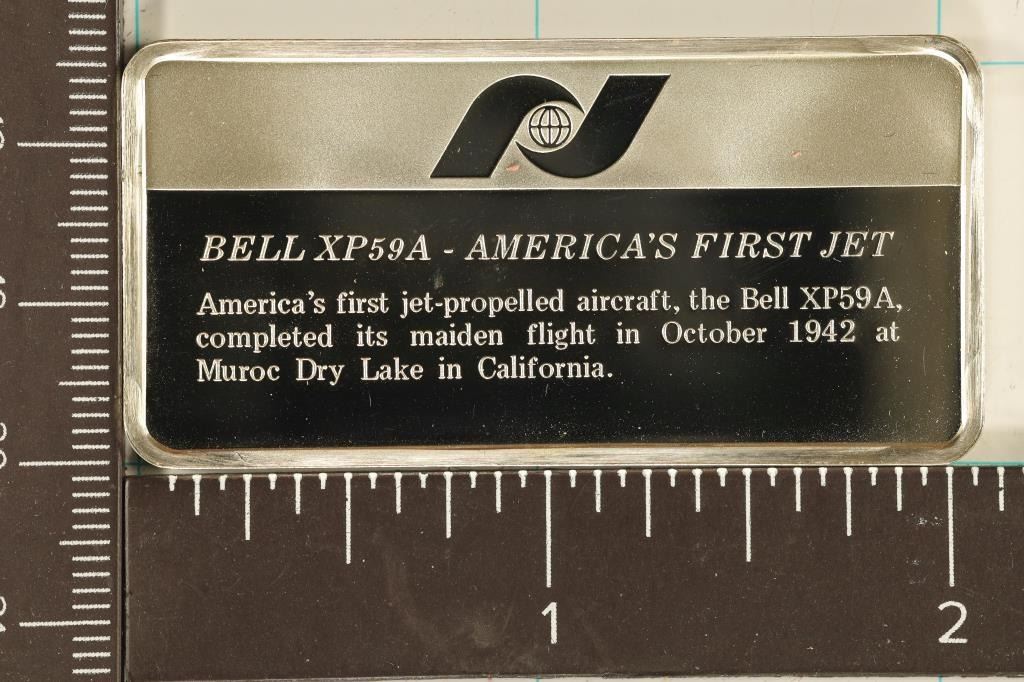 BELL XP59A - AMERICA'S FIRST JET
America's first jet-propelled aircraft, the Bell XP59A,
completed its maiden flight in October 1942 at
Muroc Dry Lake in California.
1
2